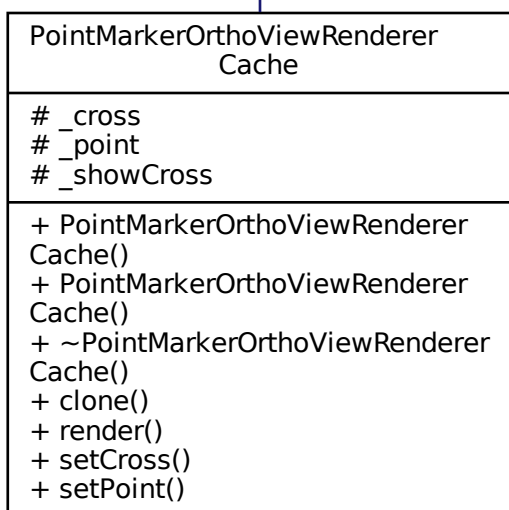 PointMarkerOrthoViewRenderer
Cache
# _cross
# _point
# _showCross
+ PointMarkerOrthoViewRenderer
Cache()
+ PointMarkerOrthoViewRenderer
Cache()
+ ~PointMarkerOrthoViewRenderer
Cache()
+ clone()
+ render()
+ setCross()
+ setPoint()